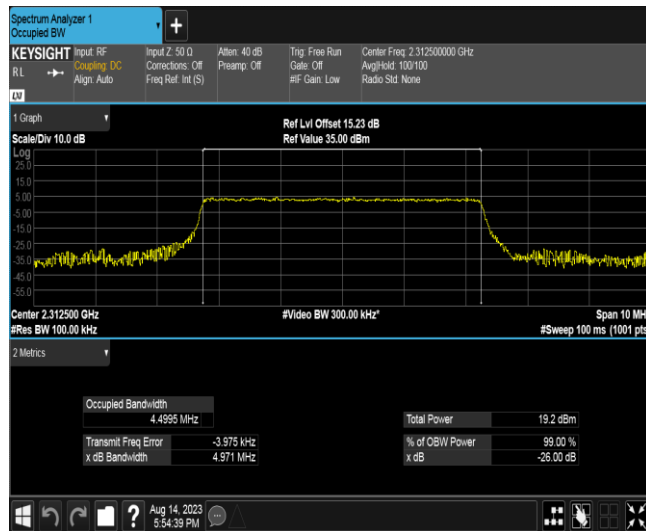 Spectrum Analyzer 1
Occupied BW
+
KEYSIGHT
RL
LXI
Input: RF
Coupling: DC
Align: Auto
Input Z: 50 Ω
Corrections: Off
Freq Ref: Int (S)
Atten: 40 dB
Preamp: Off
Trig: Free Run
Gate: Off
#IF Gain: Low
Center Freq: 2.312500000 GHz
Avg|Hold: 100/100
Radio Std: None
1 Graph
Scale/Div 10.0 dB
Ref Lvl Offset 15.23 dB
Ref Value 35.00 dBm
Log
25.0
15.0
5.00
-5.00
-15.0
-25.0
-35.0
-45.0
-55.0
Center 2.312500 GHz
#Res BW 100.00 kHz
#Video BW 300.00 kHz*
Span 10 MH
#Sweep 100 ms (1001 pts
2 Metrics
Occupied Bandwidth
4.4995 MHz
Transmit Freq Error -3.975 kHz
x dB Bandwidth 4.971 MHz
Total Power 19.2 dBm
% of OBW Power 99.00 %
x dB -26.00 dB
?
Aug 14, 2023
5:54:39 PM